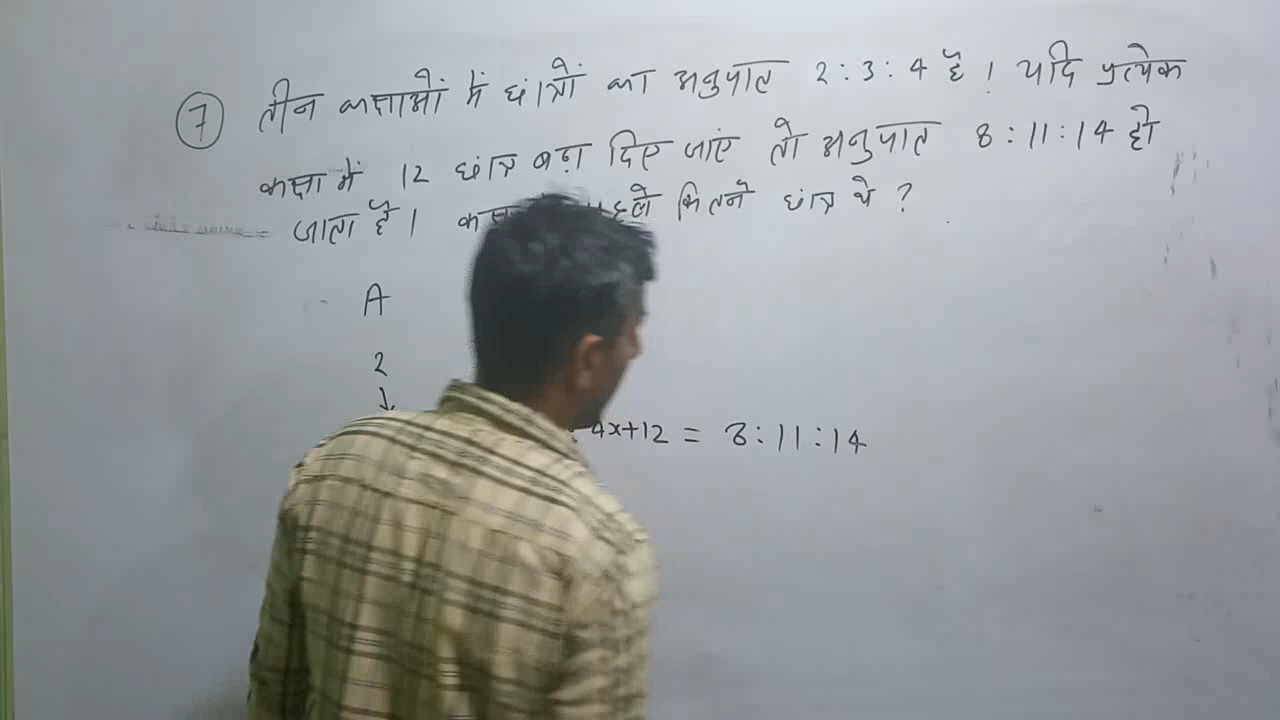 7 तीन कक्षाओं में छात्रों का अनुपात 2 : 3 : 4 है । यदि प्रत्येक
कक्षा में 12 छात्र बढ़ा दिए जाएं तो अनुपात 8 : 11 : 14 हो
जाता है । पहले कितने छात्र थे ?
A
2
↓
: 4x+12 = 8 : 11 : 14